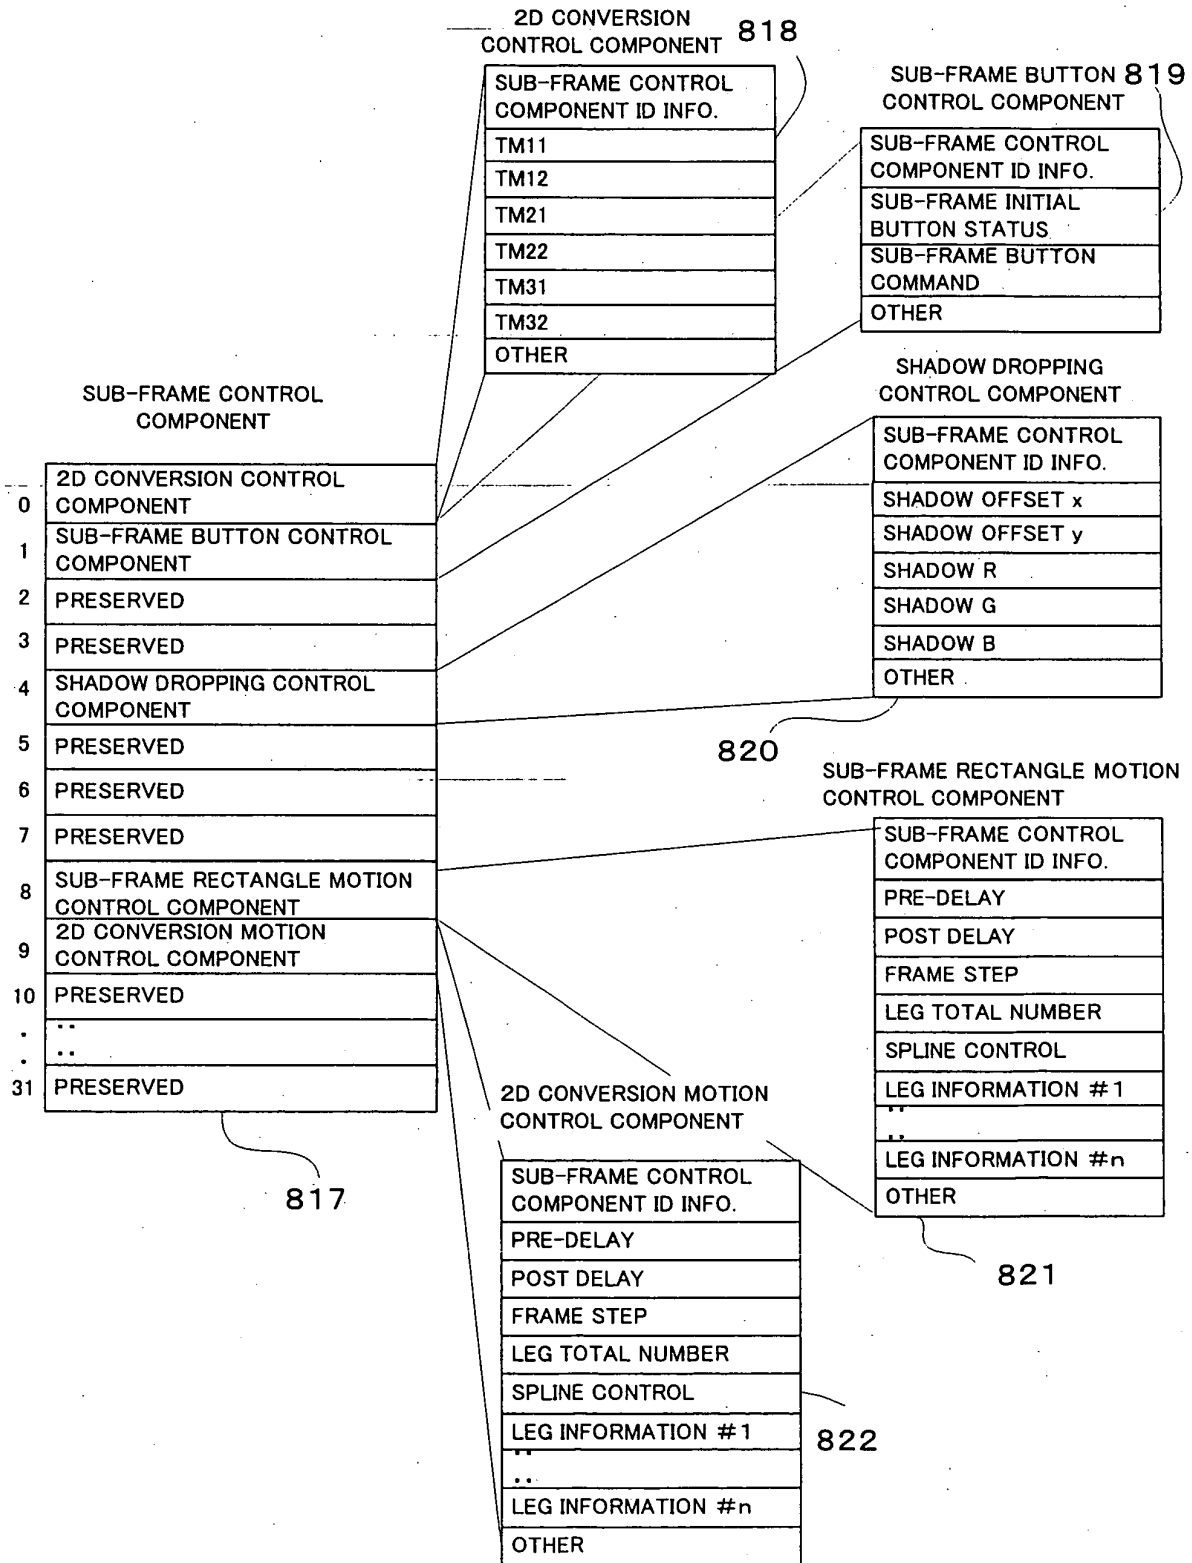 2D CONVERSION
CONTROL COMPONENT
818
SUB-FRAME CONTROL
COMPONENT ID INFO.
TM11
TM12
TM21
TM22
TM31
TM32
OTHER
SUB-FRAME BUTTON
CONTROL COMPONENT
819
SUB-FRAME CONTROL
COMPONENT ID INFO.
SUB-FRAME INITIAL
BUTTON STATUS
SUB-FRAME BUTTON
COMMAND
OTHER
SHADOW DROPPING
CONTROL COMPONENT
SUB-FRAME CONTROL
COMPONENT ID INFO.
SHADOW OFFSET x
SHADOW OFFSET y
SHADOW R
SHADOW G
SHADOW B
OTHER
820
SUB-FRAME CONTROL
COMPONENT
0 2D CONVERSION CONTROL
COMPONENT
1 SUB-FRAME BUTTON CONTROL
COMPONENT
2 PRESERVED
3 PRESERVED
4 SHADOW DROPPING CONTROL
COMPONENT
5 PRESERVED
6 PRESERVED
7 PRESERVED
8 SUB-FRAME RECTANGLE MOTION
CONTROL COMPONENT
9 2D CONVERSION MOTION
CONTROL COMPONENT
10 PRESERVED
. ..
. ..
31 PRESERVED
817
SUB-FRAME RECTANGLE MOTION
CONTROL COMPONENT
SUB-FRAME CONTROL
COMPONENT ID INFO.
PRE-DELAY
POST DELAY
FRAME STEP
LEG TOTAL NUMBER
SPLINE CONTROL
LEG INFORMATION #1
..
..
LEG INFORMATION #n
OTHER
821
2D CONVERSION MOTION
CONTROL COMPONENT
SUB-FRAME CONTROL
COMPONENT ID INFO.
PRE-DELAY
POST DELAY
FRAME STEP
LEG TOTAL NUMBER
SPLINE CONTROL
LEG INFORMATION #1
..
..
LEG INFORMATION #n
OTHER
822